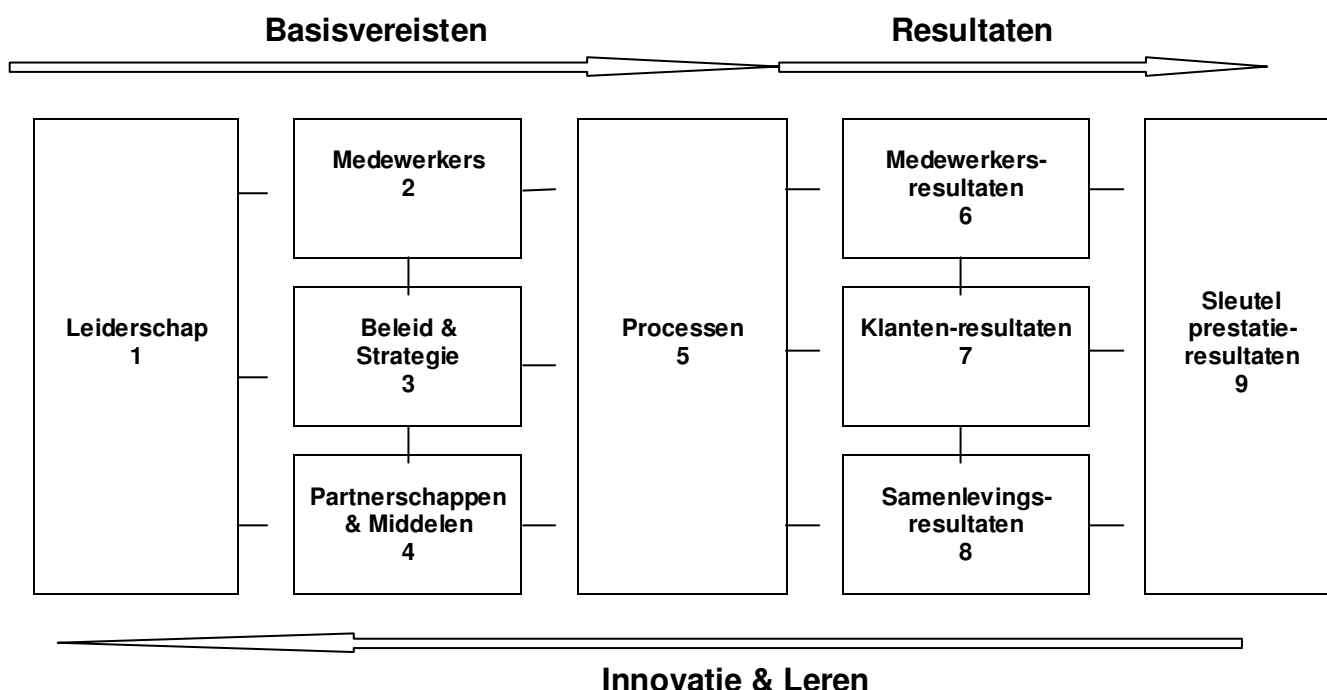 Basisvereisten
Resultaten
Leiderschap
1
Medewerkers
2
Beleid &
Strategie
3
Partnerschappen
& Middelen
4
Processen
5
Medewerkers-
resultaten
6
Klanten-resultaten
7
Samenlevings-
resultaten
8
Sleutel
prestatie-
resultaten
9
Innovatie & Leren